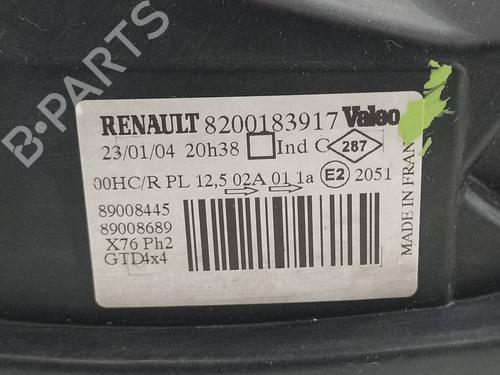 B-PARTS
RENAULT 8200183917 Valeo
23/01/04 20h38 Ind C 287
00HC/R PL 12,5 02A 01 1a E2 2051
89008445
89008689
X76 Ph2
GTD4x4
MADE IN FRAN